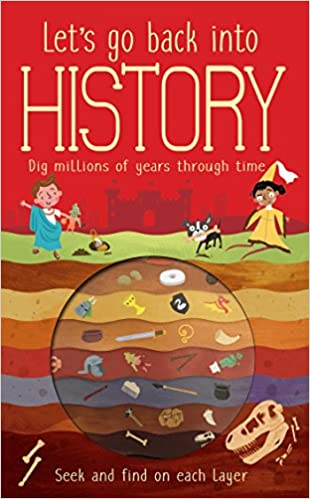 Let's go back into
HISTORY
Dig millions of years through time
Seek and find on each Layer